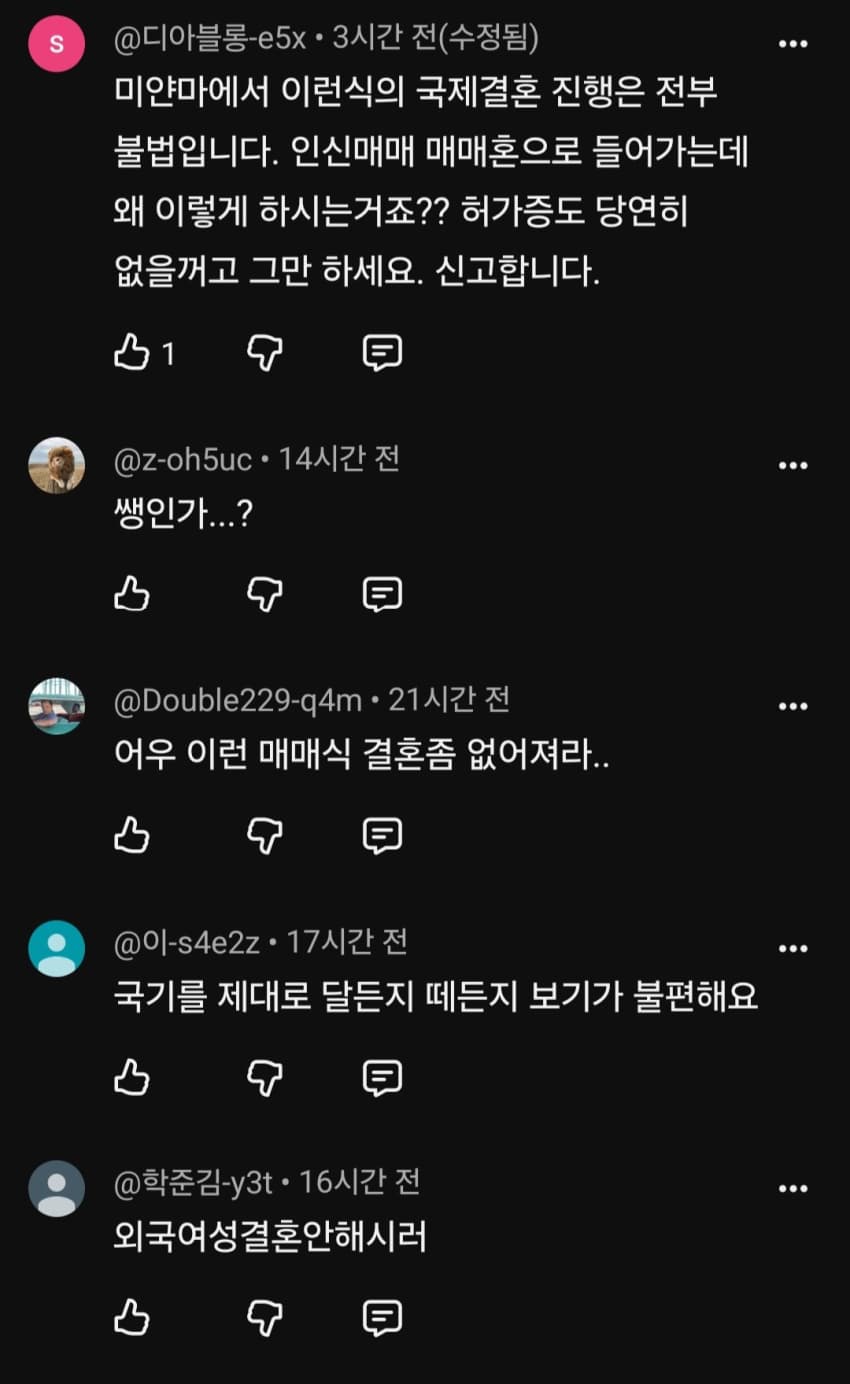 S
@디아블롱-e5x • 3시간 전(수정됨)
미얀마에서 이런식의 국제결혼 진행은 전부
불법입니다. 인신매매 매매혼으로 들어가는데
왜 이렇게 하시는거죠?? 허가증도 당연히
없을꺼고 그만 하세요. 신고합니다.
1
@z-oh5uc • 14시간 전
쌩인가...?
@Double229-q4m • 21시간 전
어우 이런 매매식 결혼좀 없어져라..
@이-s4e2z • 17시간 전
국기를 제대로 달든지 떼든지 보기가 불편해요
@학준김-y3t • 16시간 전
외국여성결혼안해시러